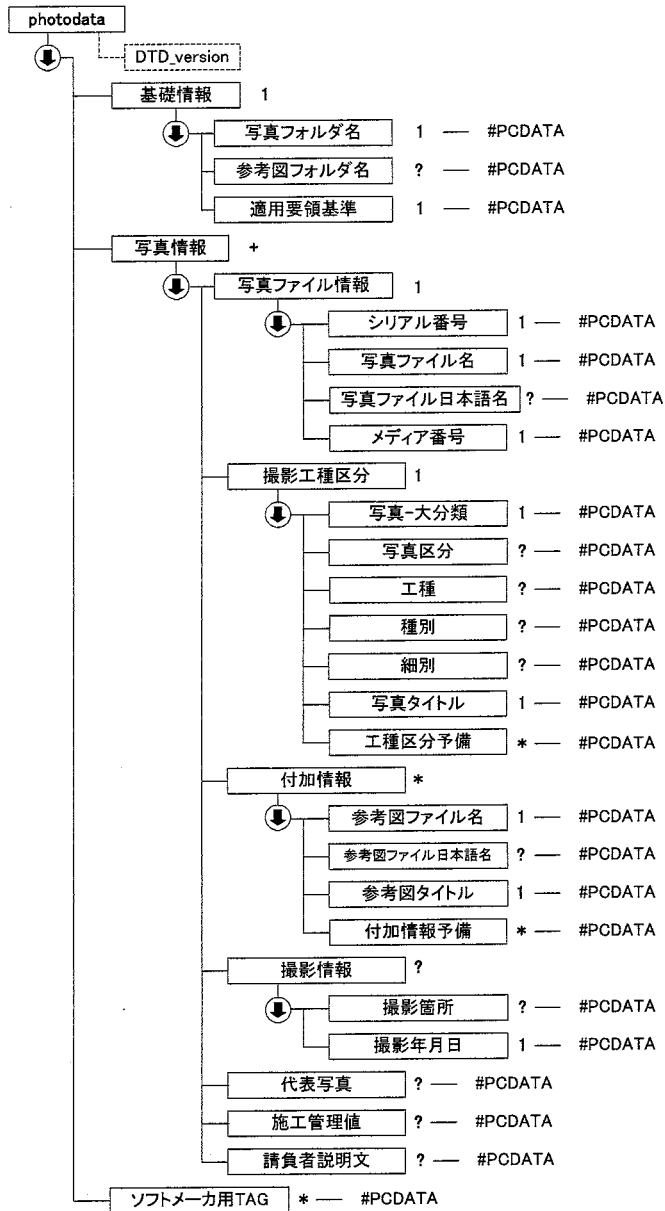 photodata
DTD_version
基礎情報 1
写真フォルダ名 1 — #PCDATA
参考図フォルダ名 ? — #PCDATA
適用要領基準 1 — #PCDATA
写真情報 +
写真ファイル情報 1
シリアル番号 1 — #PCDATA
写真ファイル名 1 — #PCDATA
写真ファイル日本語名 ? — #PCDATA
メディア番号 1 — #PCDATA
撮影工種区分 1
写真-大分類 1 — #PCDATA
写真区分 ? — #PCDATA
工種 ? — #PCDATA
種別 ? — #PCDATA
細別 ? — #PCDATA
写真タイトル 1 — #PCDATA
工種区分予備 * — #PCDATA
付加情報 *
参考図ファイル名 1 — #PCDATA
参考図ファイル日本語名 ? — #PCDATA
参考図タイトル 1 — #PCDATA
付加情報予備 * — #PCDATA
撮影情報 ?
撮影箇所 ? — #PCDATA
撮影年月日 1 — #PCDATA
代表写真 ? — #PCDATA
施工管理値 ? — #PCDATA
請負者説明文 ? — #PCDATA
ソフトメーカ用TAG * — #PCDATA